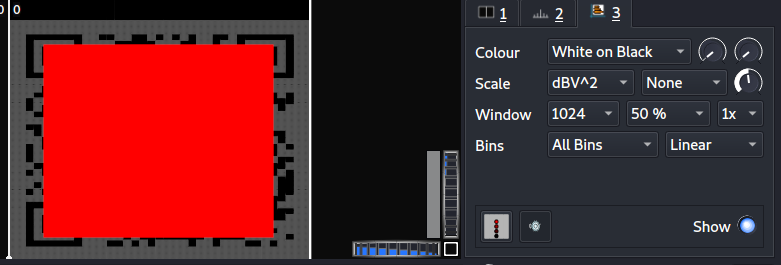 0 0
1 2 3
Colour White on Black
Scale dBV^2 None
Window 1024 50 % 1x
Bins All Bins Linear
Show